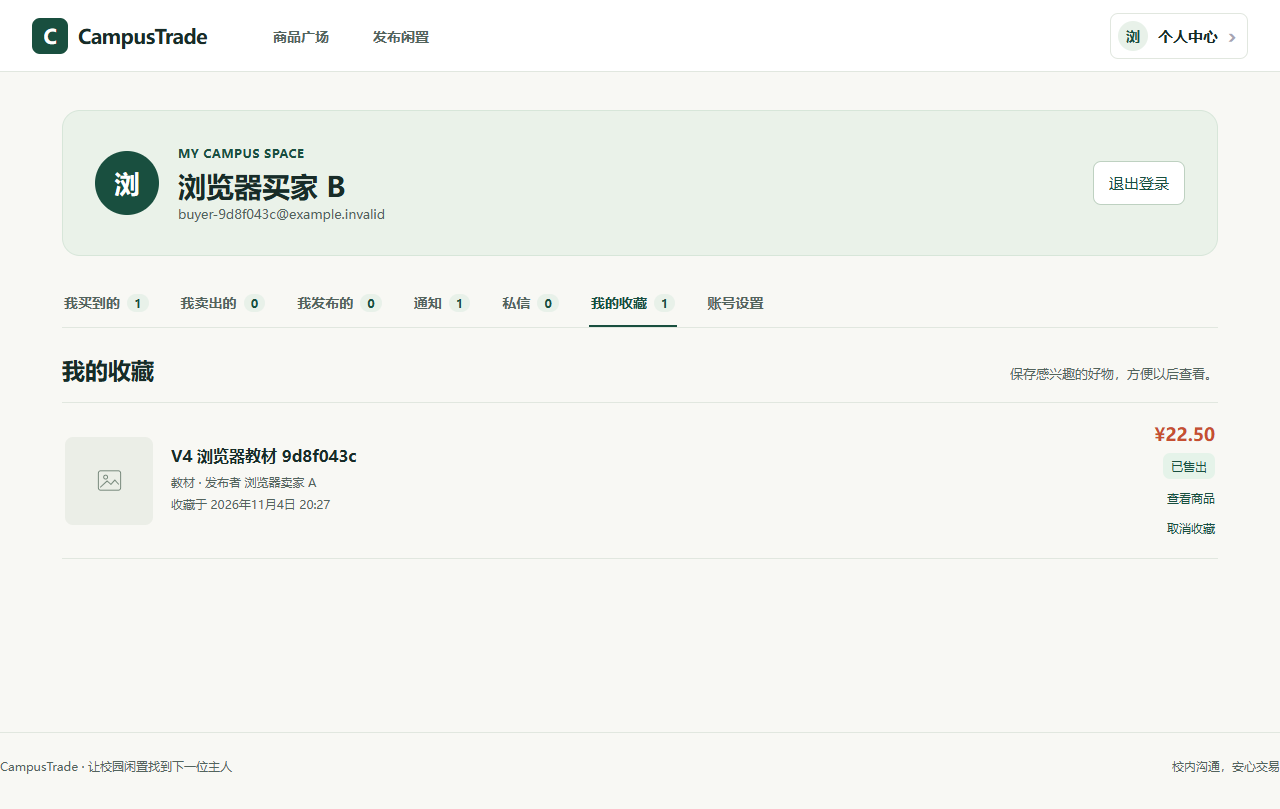 C CampusTrade 商品广场 发布闲置 浏 个人中心 ›
浏
MY CAMPUS SPACE
浏览器买家 B
buyer-9d8f043c@example.invalid
退出登录
我买到的 1 我卖出的 0 我发布的 0 通知 1 私信 0 我的收藏 1 账号设置
我的收藏
保存感兴趣的好物，方便以后查看。
V4 浏览器教材 9d8f043c
教材 · 发布者 浏览器卖家 A
收藏于 2026年11月4日 20:27
¥22.50
已售出
查看商品
取消收藏
CampusTrade · 让校园闲置找到下一位主人
校内沟通，安心交易